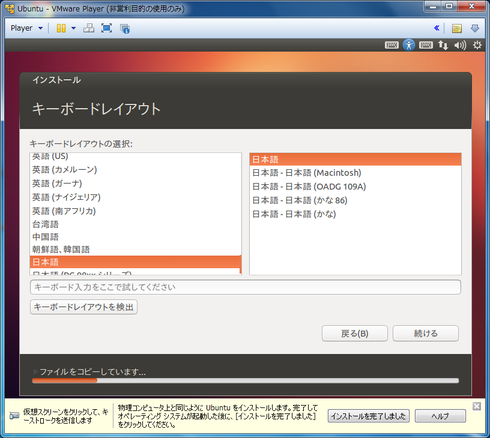 Ubuntu - VMware Player (非営利目的の使用のみ)
Player
インストール
キーボードレイアウト
キーボードレイアウトの選択:
英語 (US)
英語 (カメルーン)
英語 (ガーナ)
英語 (ナイジェリア)
英語 (南アフリカ)
台湾語
中国語
朝鮮語、韓国語
日本語
日本語 (PC-98xx シリーズ)
日本語
日本語 - 日本語 (Macintosh)
日本語 - 日本語 (OADG 109A)
日本語 - 日本語 (かな 86)
日本語 - 日本語 (かな)
キーボード入力をここで試してください
キーボードレイアウトを検出
戻る(B)
続ける
ファイルをコピーしています...
仮想スクリーンをクリックして、キーストロークを送信します
物理コンピュータ上と同じように Ubuntu をインストールします。完了して
オペレーティング システムが起動した後に、[インストールを完了しました]
をクリックしてください。
インストールを完了しました
ヘルプ